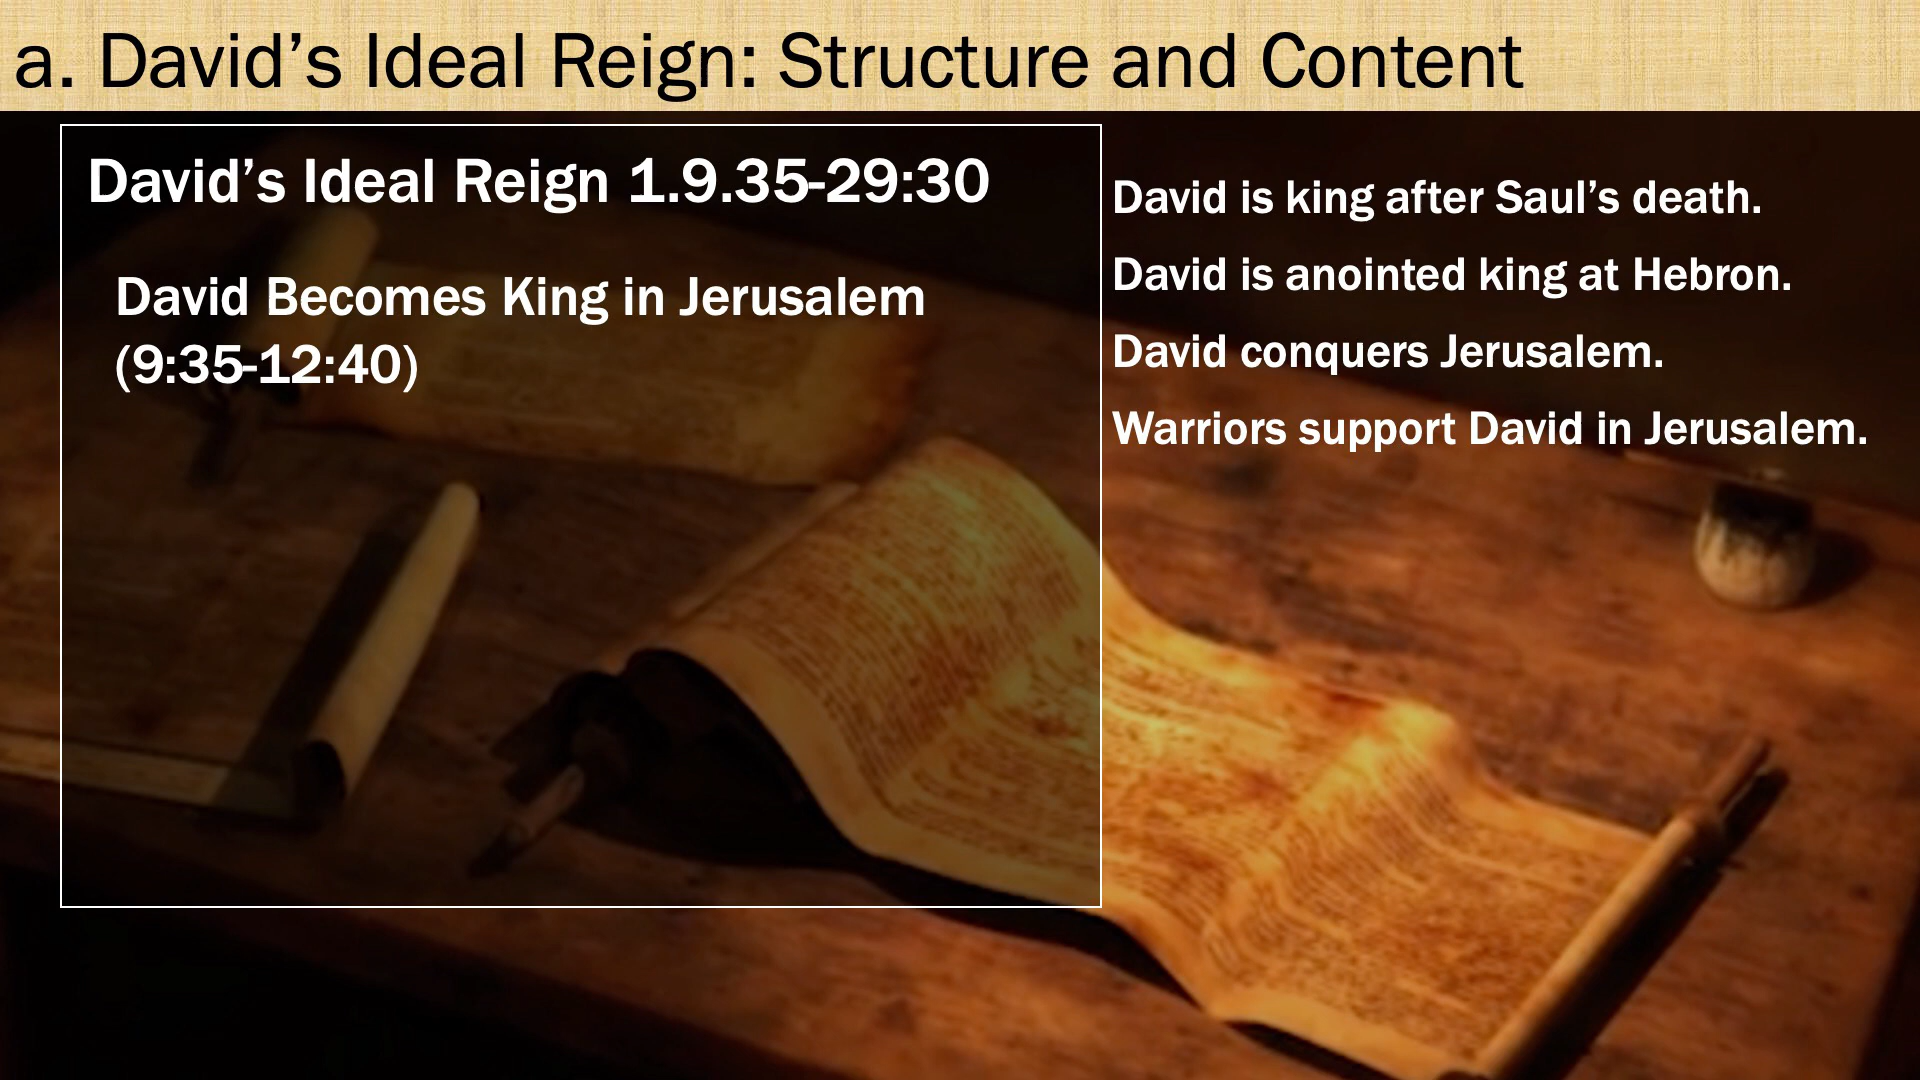 a. David’s Ideal Reign: Structure and Content
David’s Ideal Reign 1.9.35-29:30
David Becomes King in Jerusalem
(9:35-12:40)
David is king after Saul’s death.
David is anointed king at Hebron.
David conquers Jerusalem.
Warriors support David in Jerusalem.